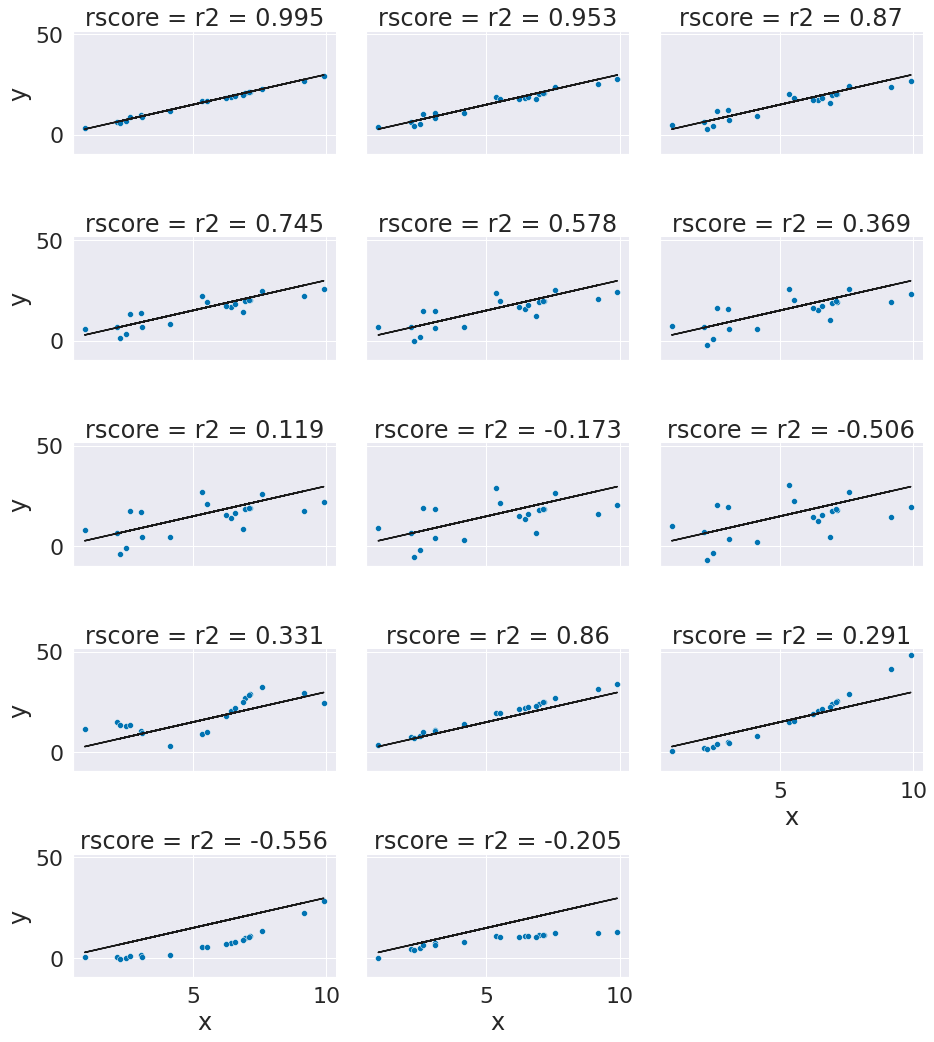 rscore = r2 = 0.995
rscore = r2 = 0.953
rscore = r2 = 0.87
50
0
y
rscore = r2 = 0.745
rscore = r2 = 0.578
rscore = r2 = 0.369
50
0
y
rscore = r2 = 0.119
rscore = r2 = -0.173
rscore = r2 = -0.506
50
0
y
rscore = r2 = 0.331
rscore = r2 = 0.86
rscore = r2 = 0.291
50
0
y
5
10
x
rscore = r2 = -0.556
rscore = r2 = -0.205
50
0
y
5
10
x
5
10
x